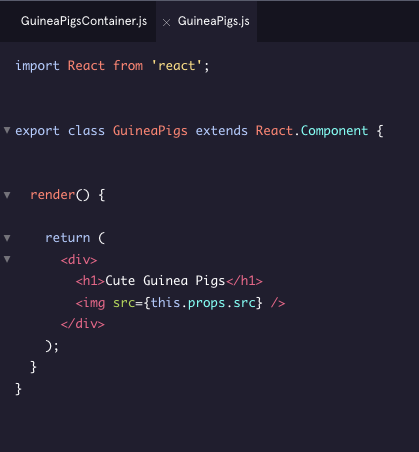 GuineaPigsContainer.js × GuineaPigs.js
import React from 'react';
export class GuineaPigs extends React.Component {
render() {
return (
<div>
<h1>Cute Guinea Pigs</h1>
<img src={this.props.src} />
</div>
);
}
}